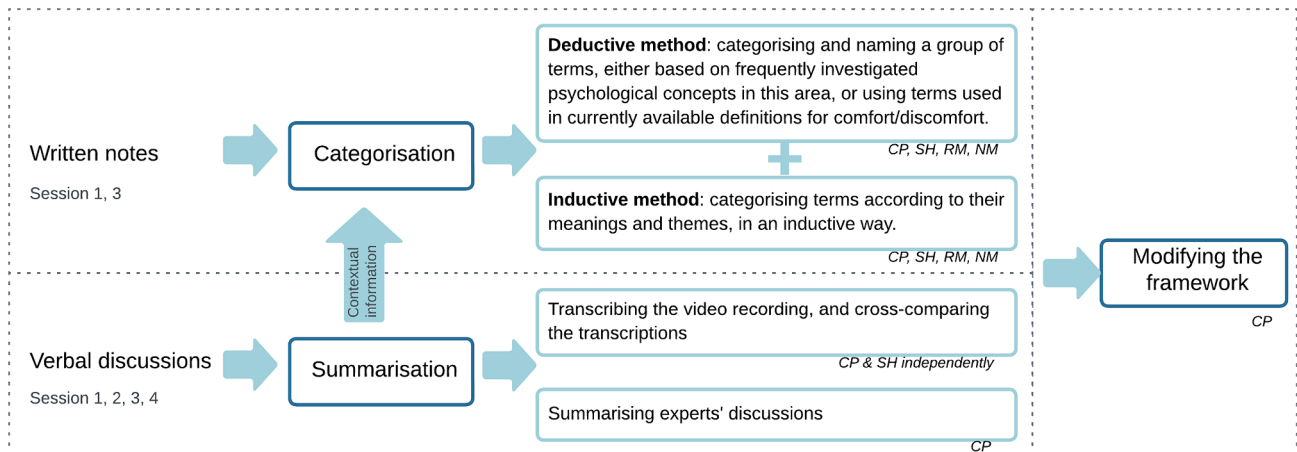 Deductive method: categorising and naming a group of
terms, either based on frequently investigated
psychological concepts in this area, or using terms used
in currently available definitions for comfort/discomfort.
CP, SH, RM, NM
Written notes
Session 1, 3
Categorisation
Inductive method: categorising terms according to their
meanings and themes, in an inductive way.
CP, SH, RM, NM
Contextual
information
Verbal discussions
Session 1, 2, 3, 4
Summarisation
Transcribing the video recording, and cross-comparing
the transcriptions
CP & SH independently
Summarising experts' discussions
CP
Modifying the
framework
CP